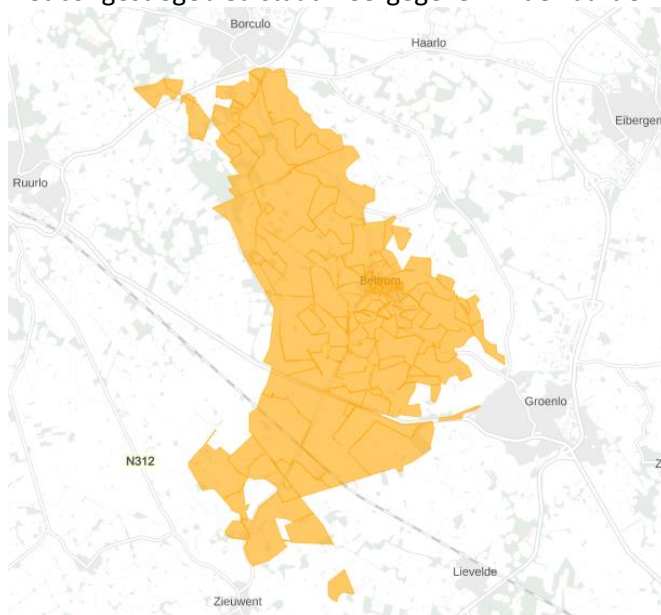 Borculo
Haarlo
Eibergen
Ruurlo
Beltrum
Groenlo
N312
Z
Lievelde
Zieuwent